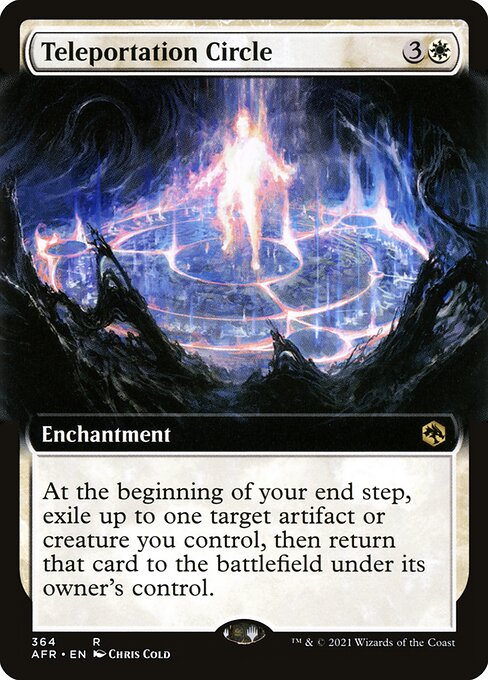 Teleportation Circle 3
Enchantment
At the beginning of your end step,
exile up to one target artifact or
creature you control, then return
that card to the battlefield under its
owner's control.
364 R
AFR • EN Chris Cold
™ & © 2021 Wizards of the Coast